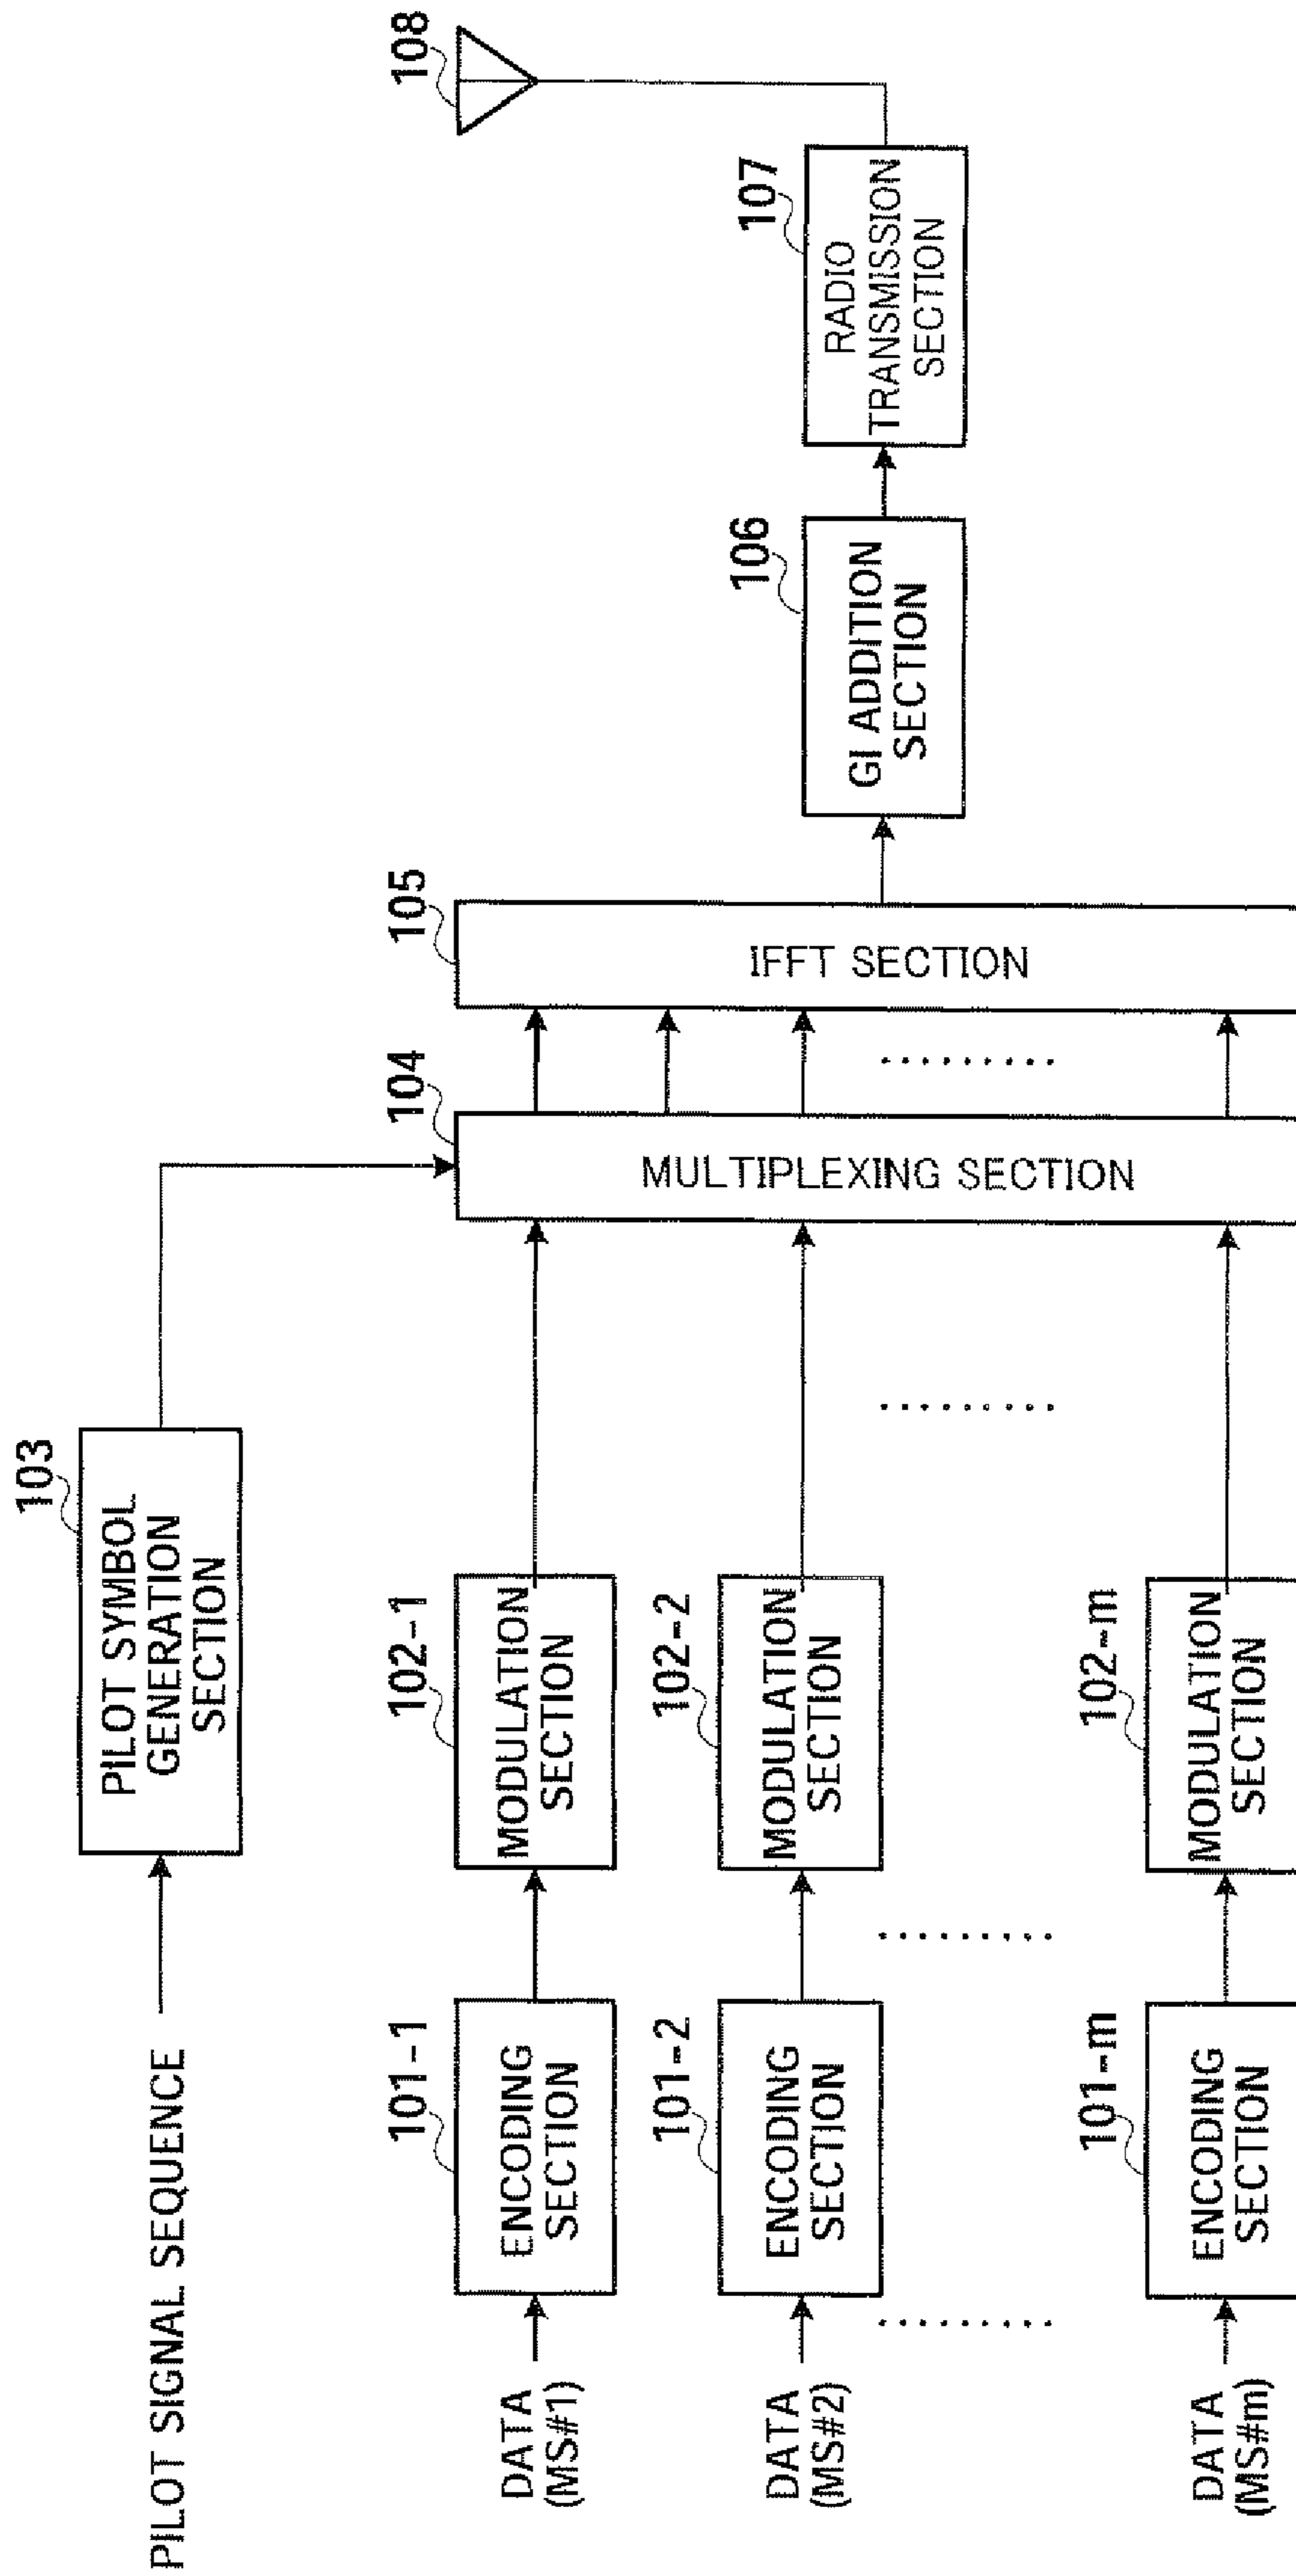 PILOT SIGNAL SEQUENCE
103
PILOT SYMBOL
GENERATION
SECTION
DATA
(MS#1)
101-1
ENCODING
SECTION
102-1
MODULATION
SECTION
DATA
(MS#2)
101-2
ENCODING
SECTION
102-2
MODULATION
SECTION
DATA
(MS#m)
101-m
ENCODING
SECTION
102-m
MODULATION
SECTION
104
MULTIPLEXING SECTION
105
IFFT SECTION
106
GI ADDITION
SECTION
107
RADIO
TRANSMISSION
SECTION
108